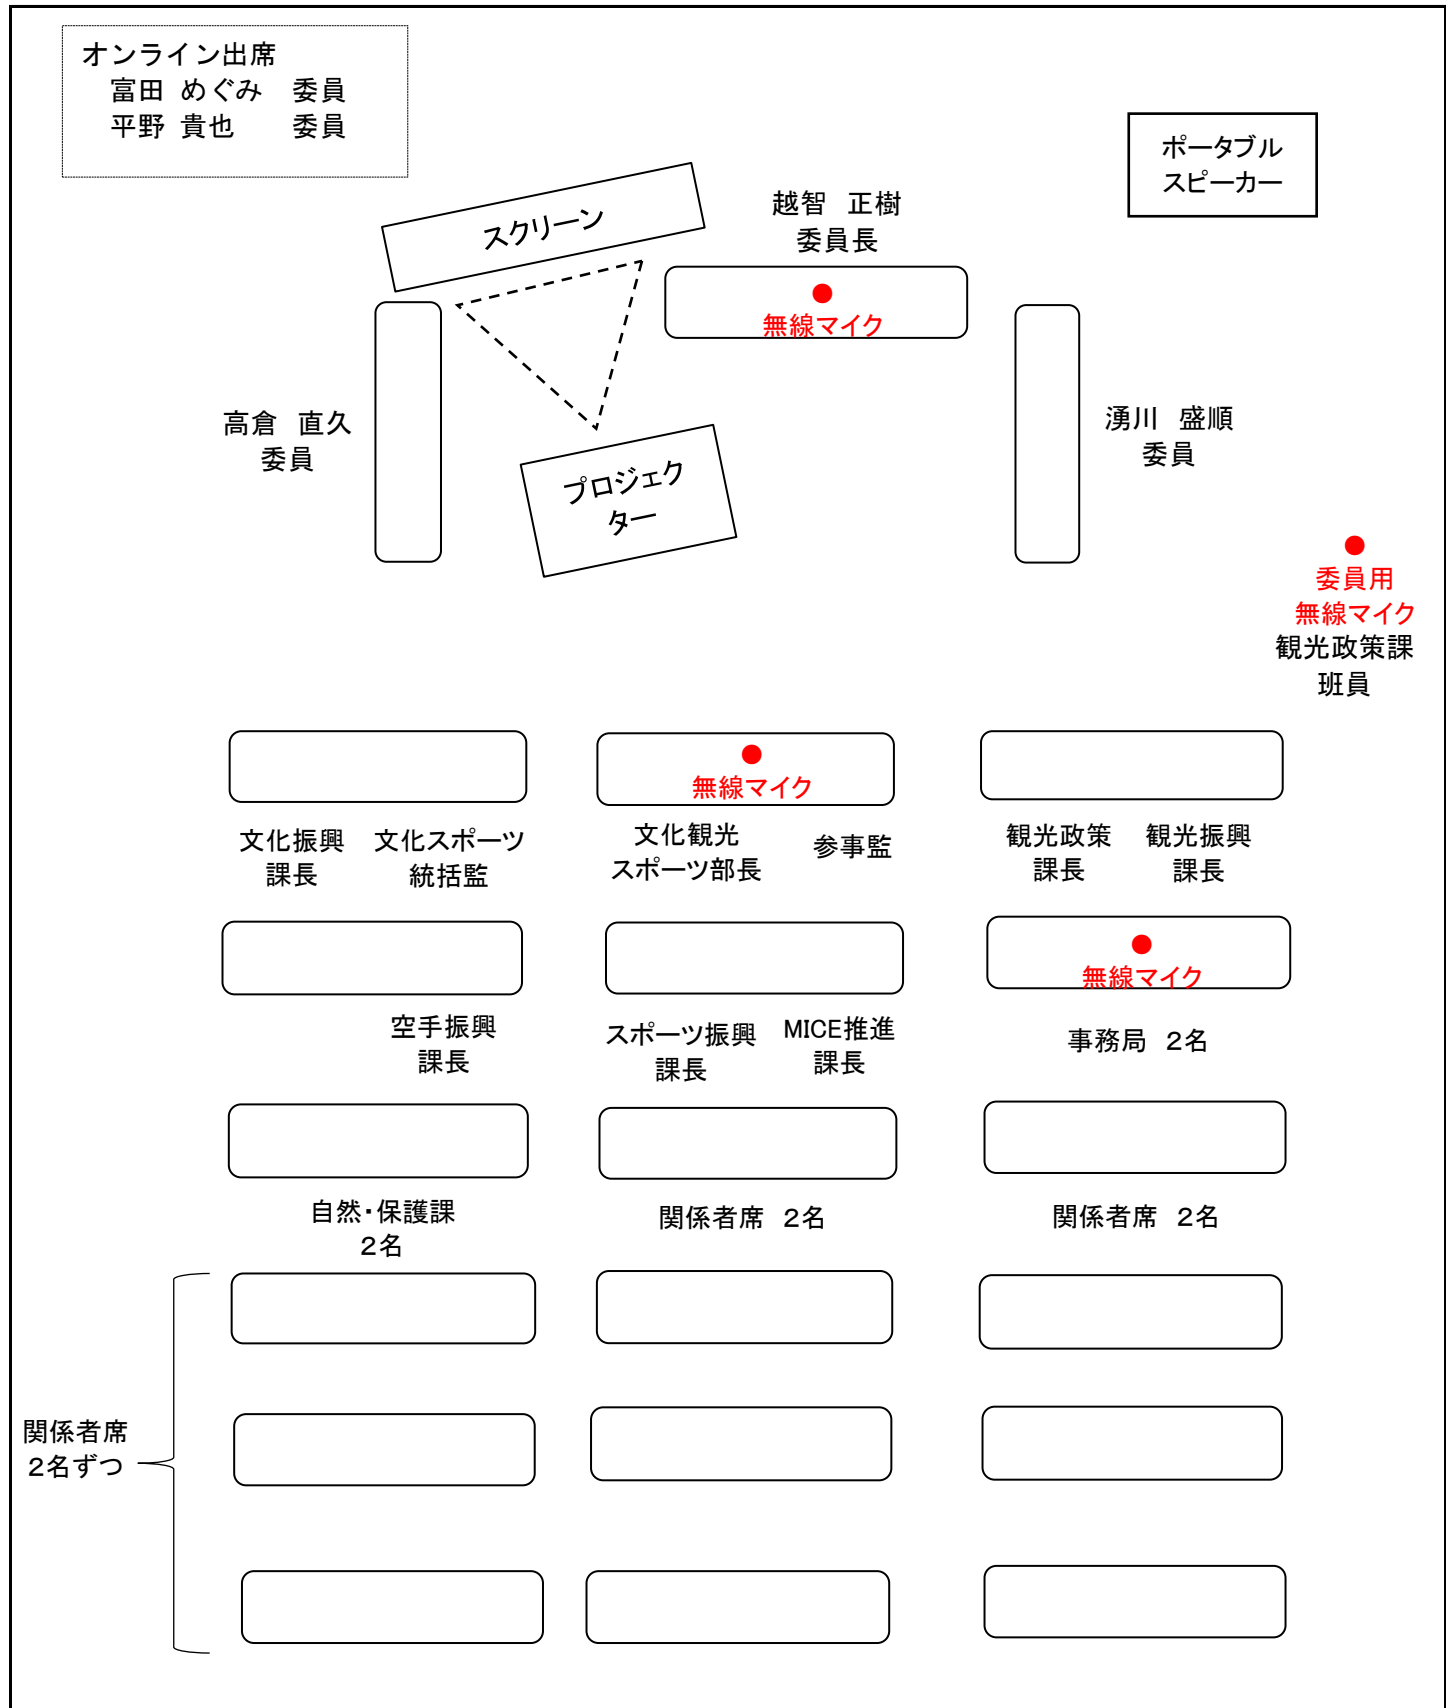 オンライン出席
富田 めぐみ　委員
平野 貴也　　委員
ポータブル
スピーカー
スクリーン
越智　正樹
委員長
無線マイク
高倉　直久
委員
湧川　盛順
委員
プロジェク
ター
委員用
無線マイク
観光政策課
班員
無線マイク
文化振興
課長
文化スポーツ
統括監
文化観光
スポーツ部長
参事監
観光政策
課長
観光振興
課長
無線マイク
空手振興
課長
スポーツ振興
課長
MICE推進
課長
事務局　２名
自然・保護課
２名
関係者席　２名
関係者席　２名
関係者席
２名ずつ